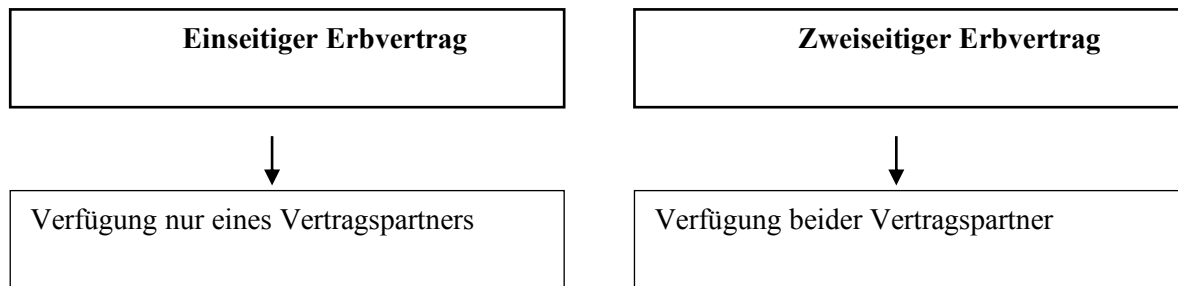 Einseitiger Erbvertrag
Zweiseitiger Erbvertrag
Verfügung nur eines Vertragspartners
Verfügung beider Vertragspartner